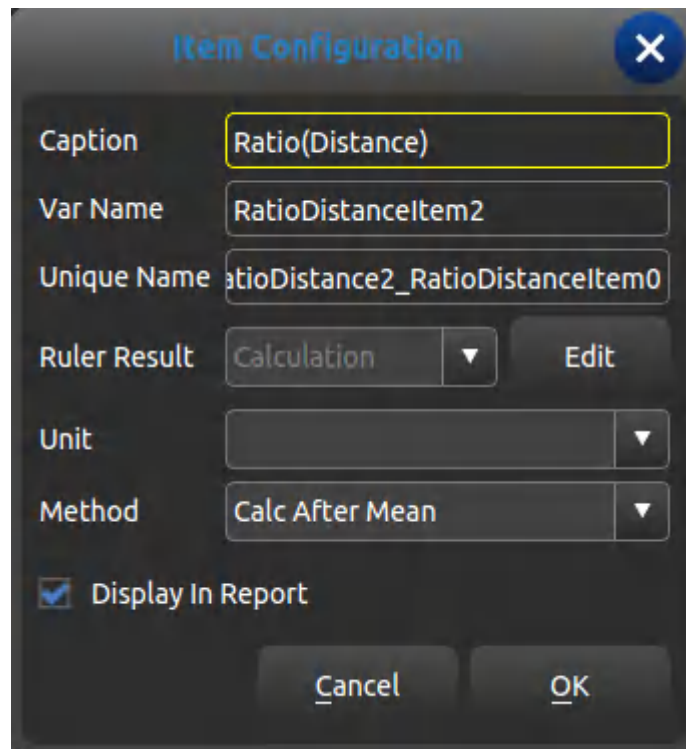 Item Configuration
Caption Ratio(Distance)
Var Name RatioDistanceItem2
Unique Name atioDistance2_RatioDistanceItem0
Ruler Result Calculation Edit
Unit
Method Calc After Mean
Display In Report
Cancel OK